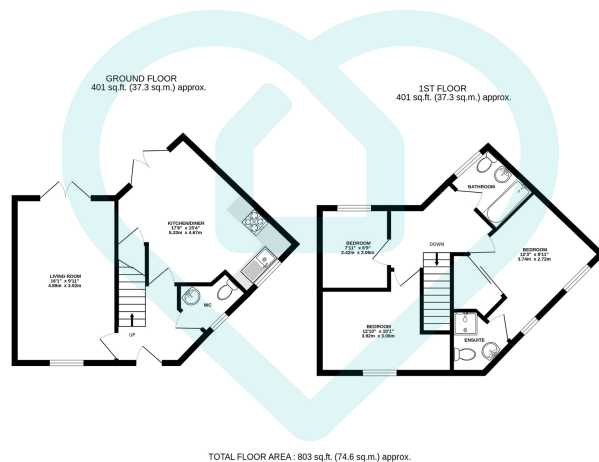 GROUND FLOOR
401 sq.ft. (37.3 sq.m.) approx.
1ST FLOOR
401 sq.ft. (37.3 sq.m.) approx.
KITCHEN/DINER
17'6" x 15'4"
5.33m x 4.67m
LIVING ROOM
16'1" x 9'11"
4.89m x 3.02m
UP
WC
BATHROOM
BEDROOM
7'11" x 6'9"
2.42m x 2.06m
DOWN
BEDROOM
12'3" x 8'11"
3.74m x 2.72m
BEDROOM
12'10" x 10'1"
3.92m x 3.06m
ENSUITE
TOTAL FLOOR AREA : 803 sq.ft. (74.6 sq.m.) approx.